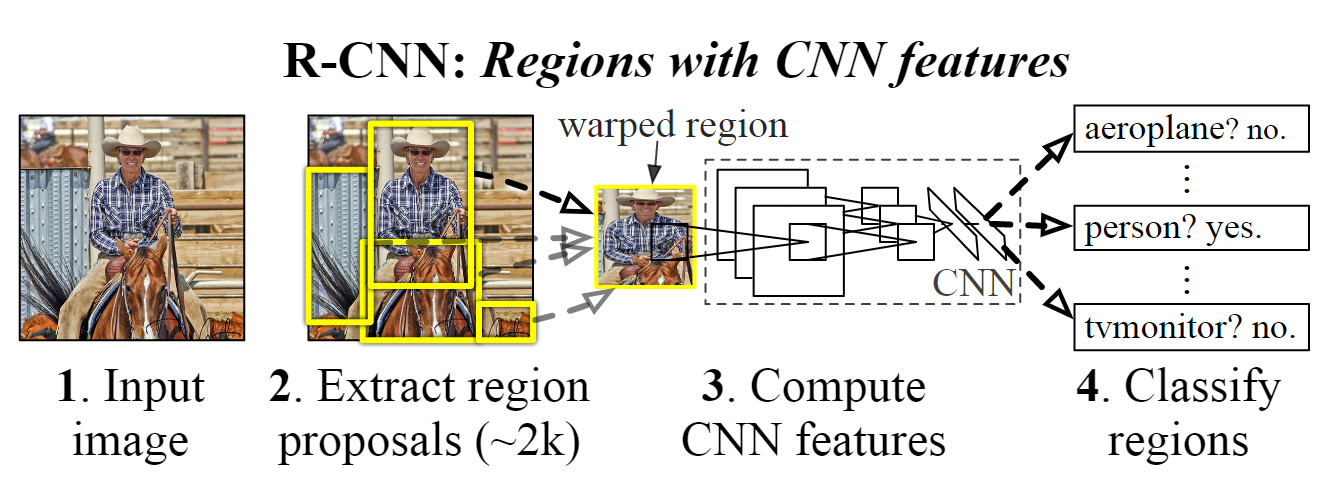 R-CNN: Regions with CNN features
warped region
aeroplane? no.
⋮
person? yes.
⋮
tvmonitor? no.
CNN
1. Input
image
2. Extract region
proposals (~2k)
3. Compute
CNN features
4. Classify
regions